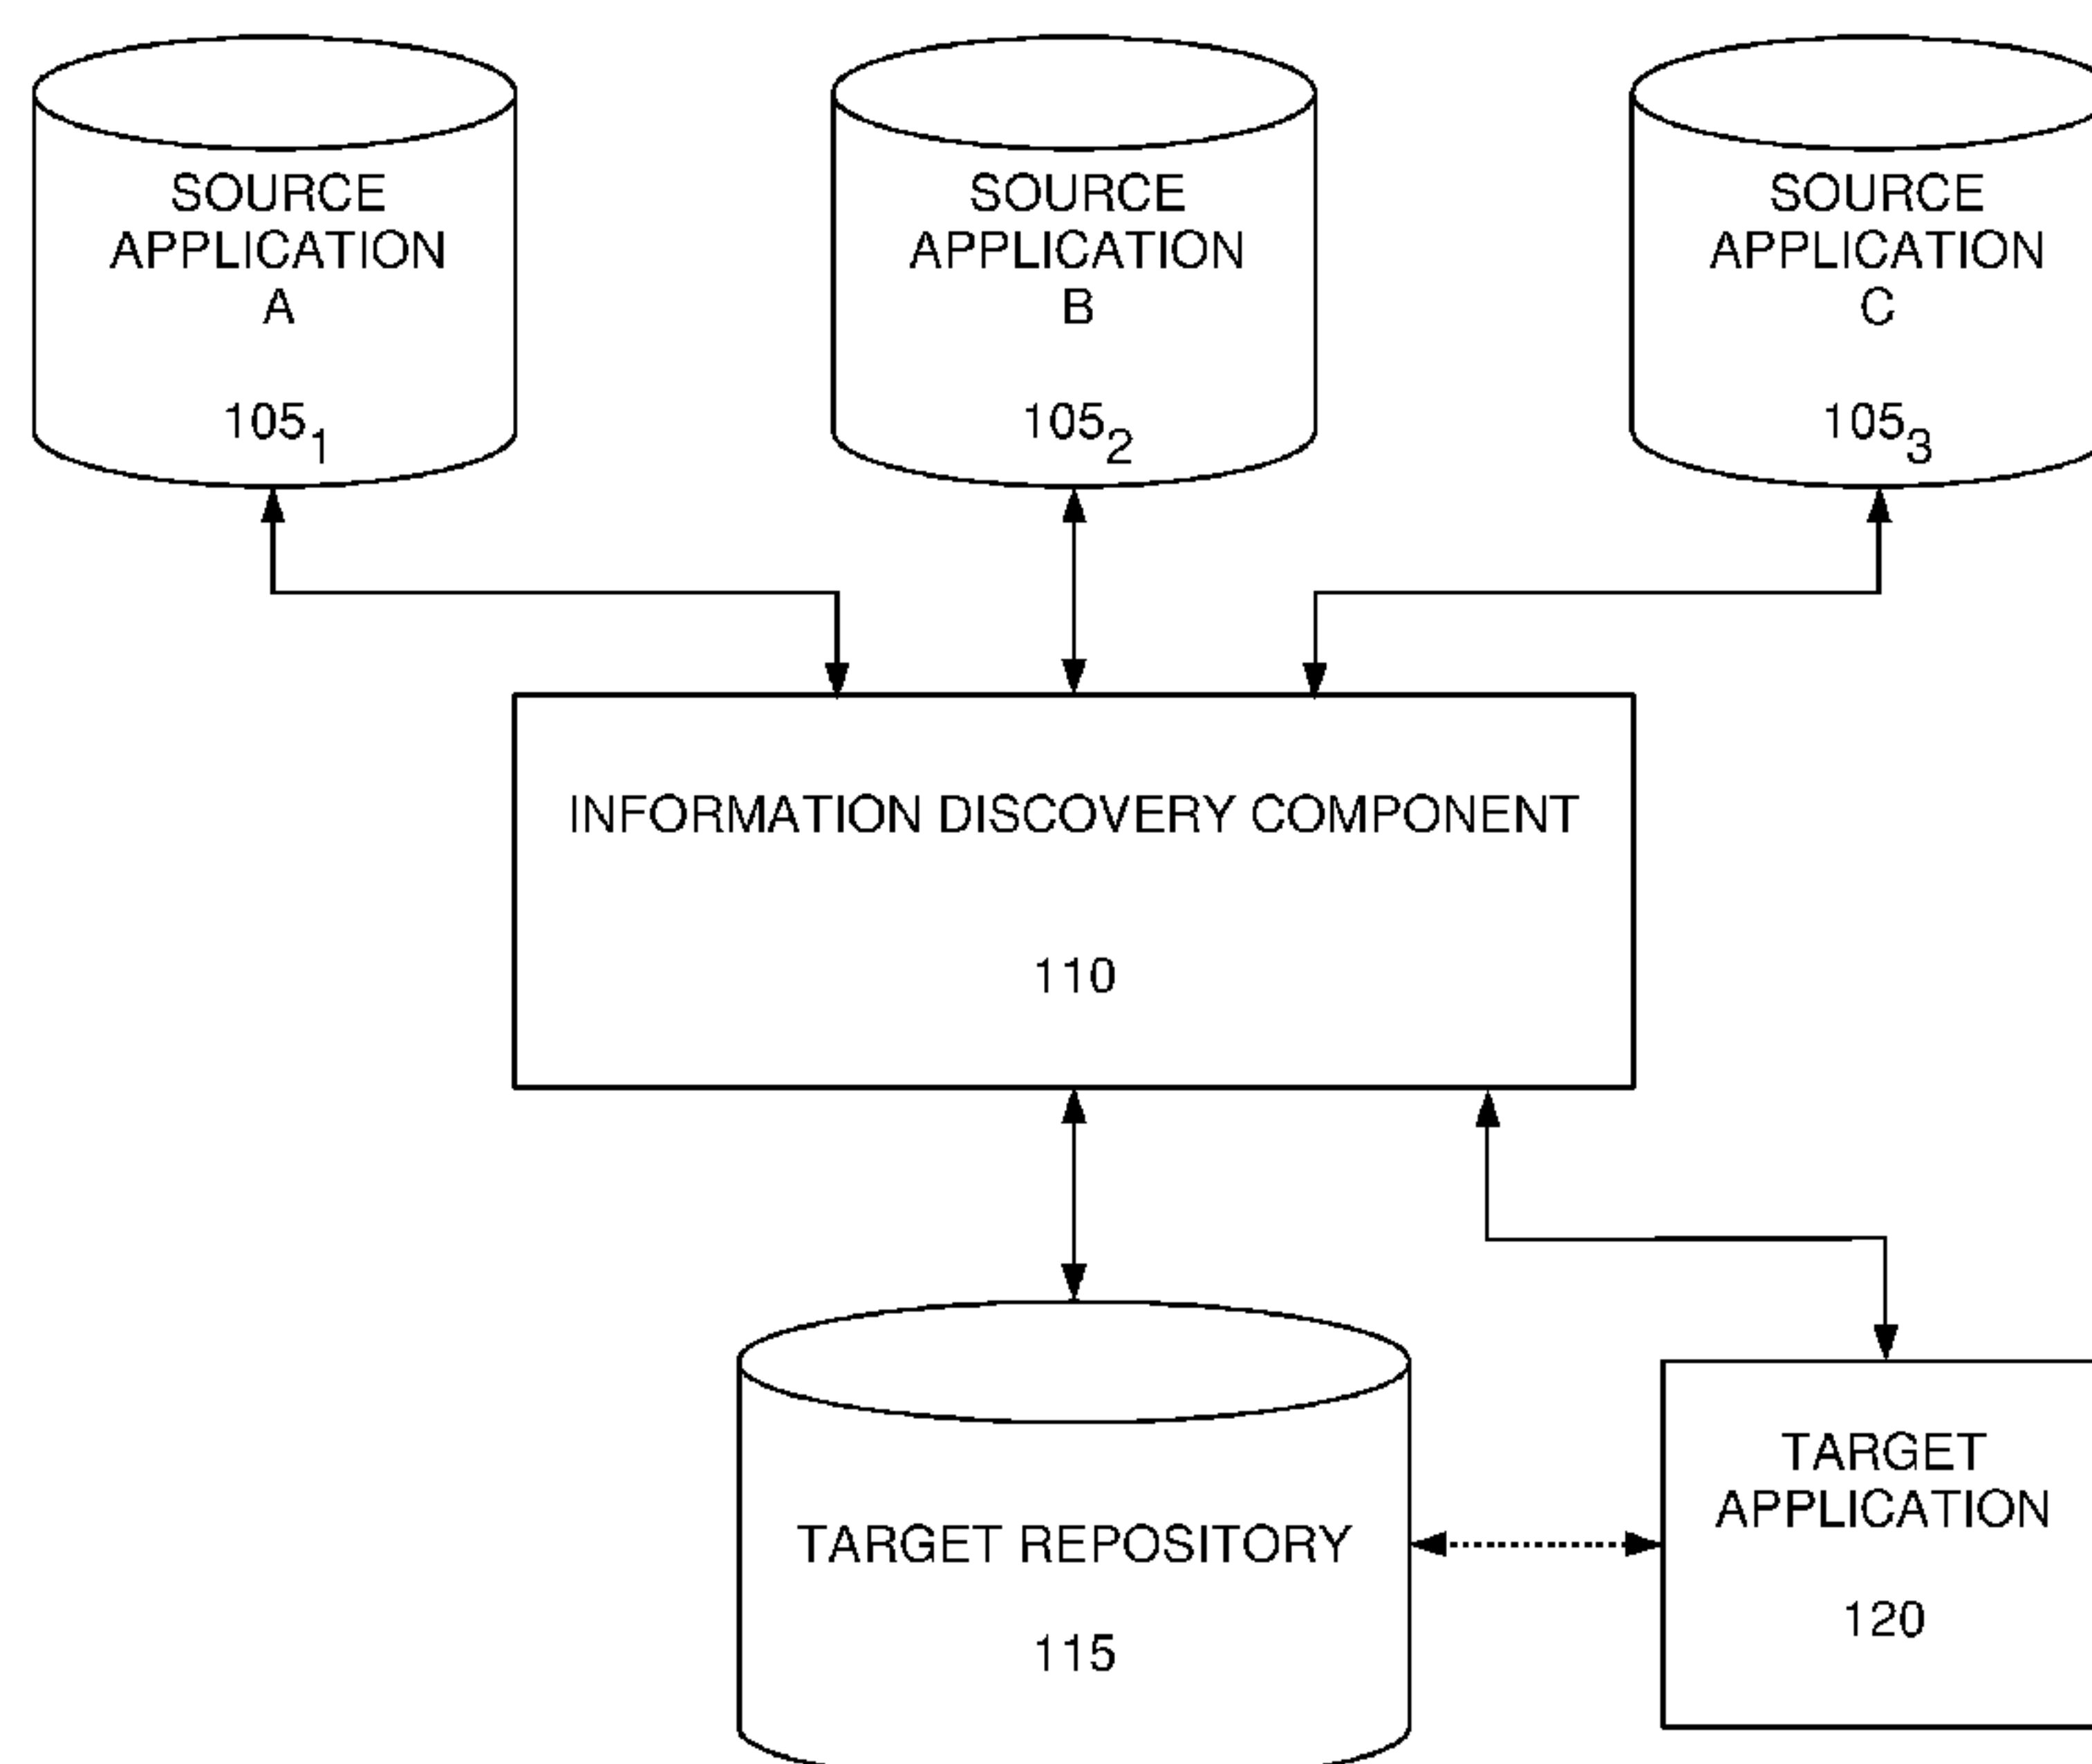 SOURCE
APPLICATION
A
105₁
SOURCE
APPLICATION
B
105₂
SOURCE
APPLICATION
C
105₃
INFORMATION DISCOVERY COMPONENT
110
TARGET REPOSITORY
115
TARGET
APPLICATION
120